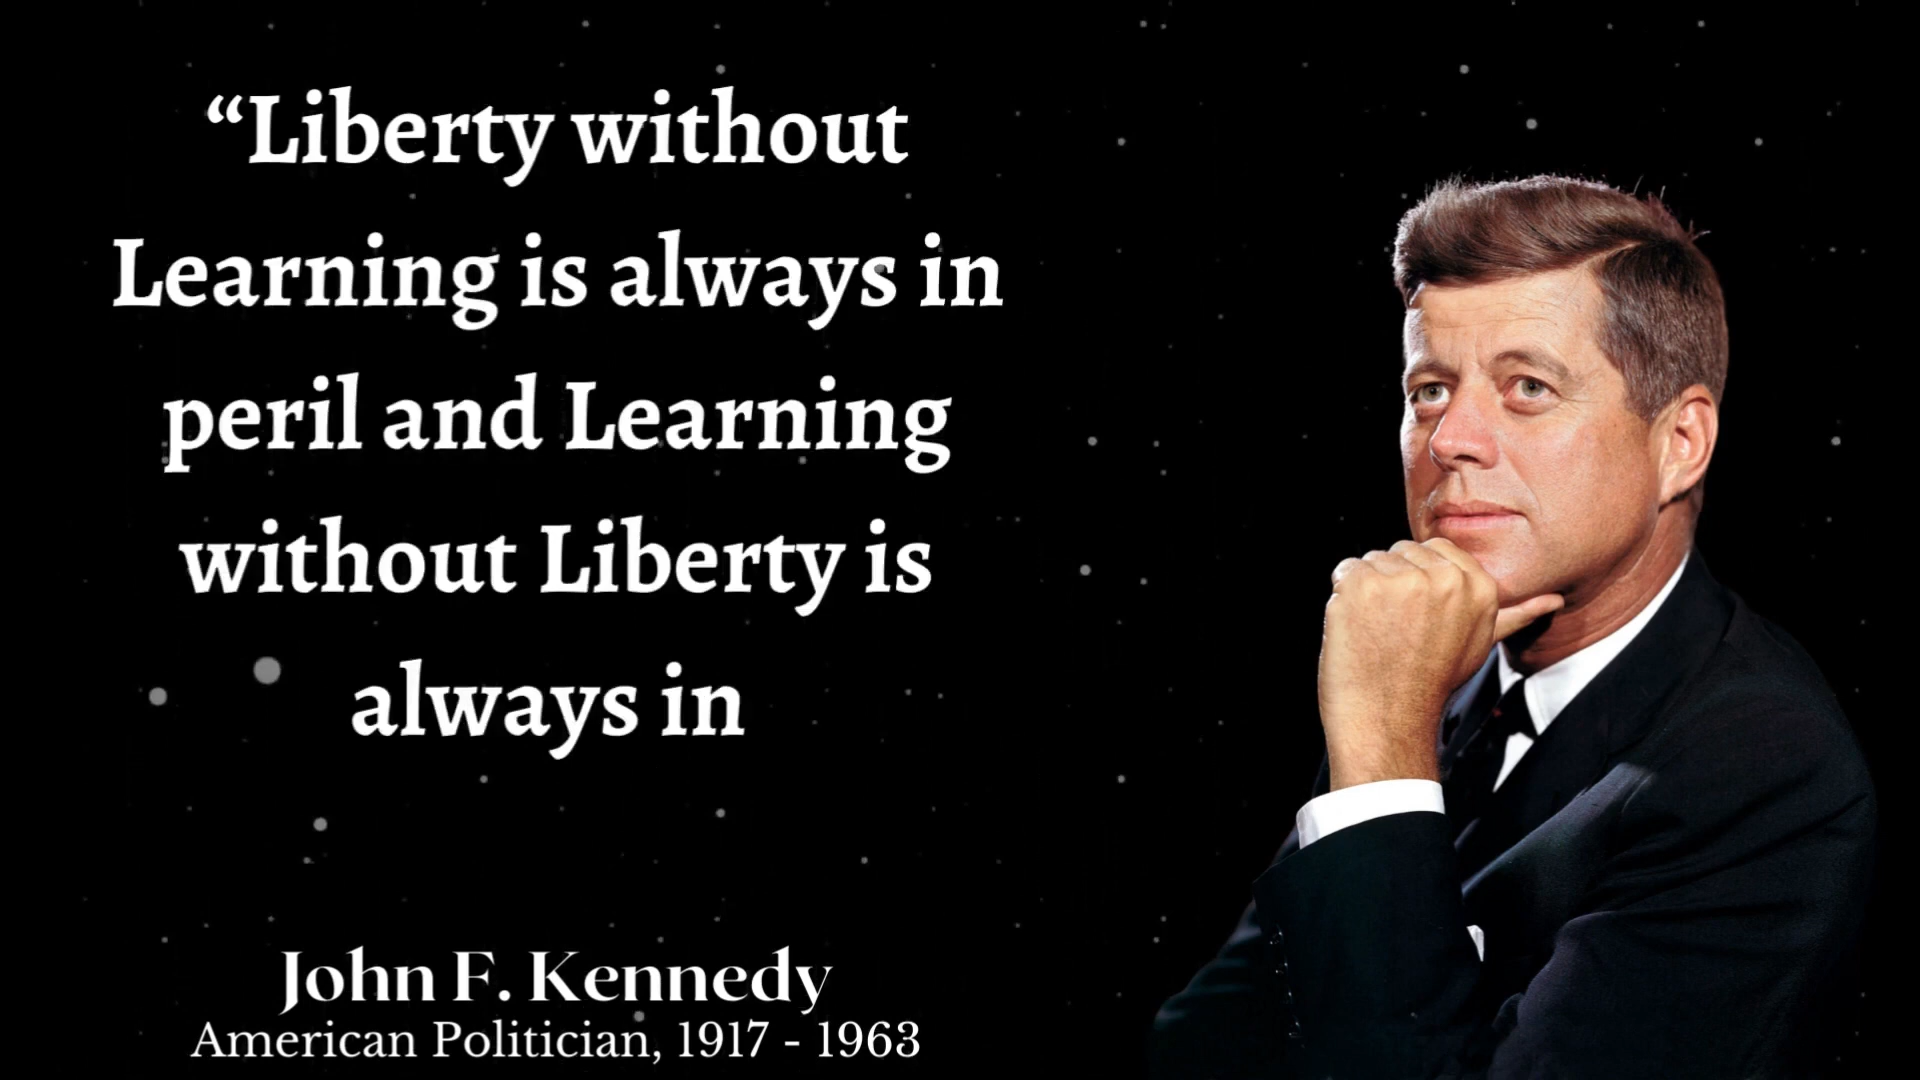 “Liberty without
Learning is always in
peril and Learning
without Liberty is
always in
John F. Kennedy
American Politician, 1917 - 1963